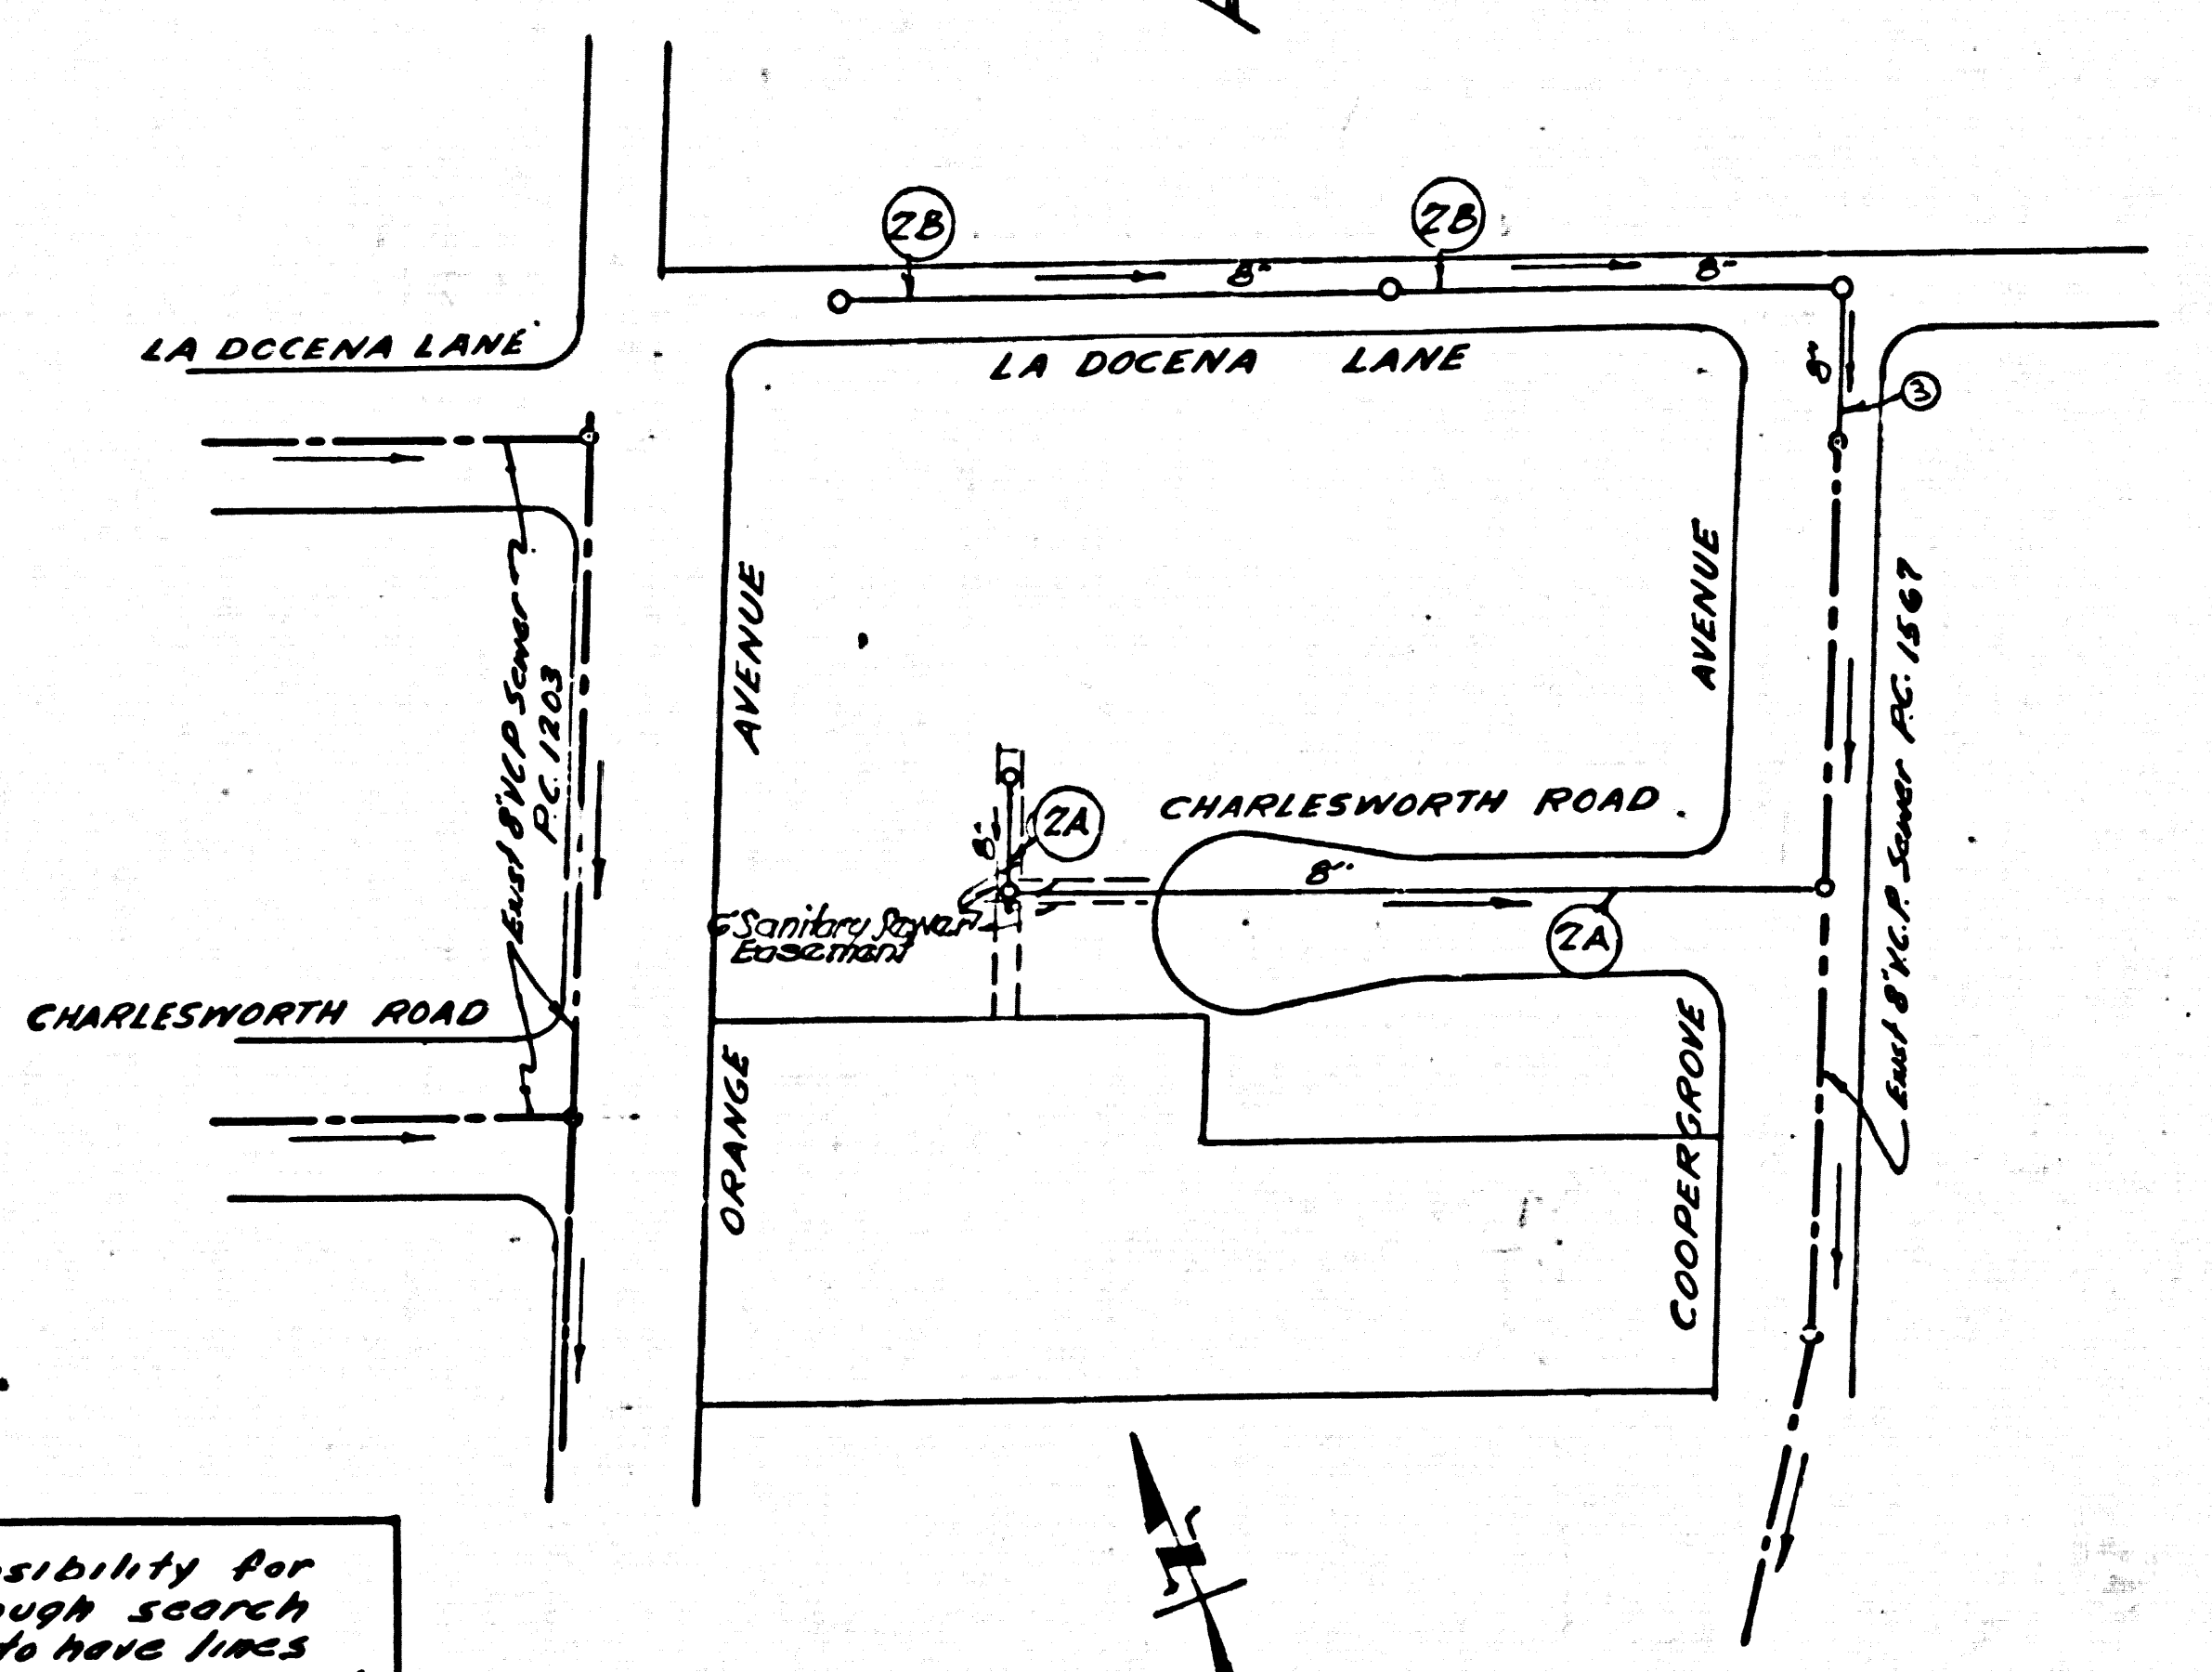 2B
2B
8"
8"
LA DOCENA LANE
LA DOCENA LANE
8"
3
AVENUE
AVENUE
Exist 8" VCP Sewer
P.C. 1203
Exist 8" V.C.P. Sewer P.C. 1567
CHARLESWORTH ROAD
2A
8"
8"
2A
Sanitary Sewer
Easement
CHARLESWORTH ROAD
ORANGE
COOPER GROVE
sibility for
ough search
to have lines